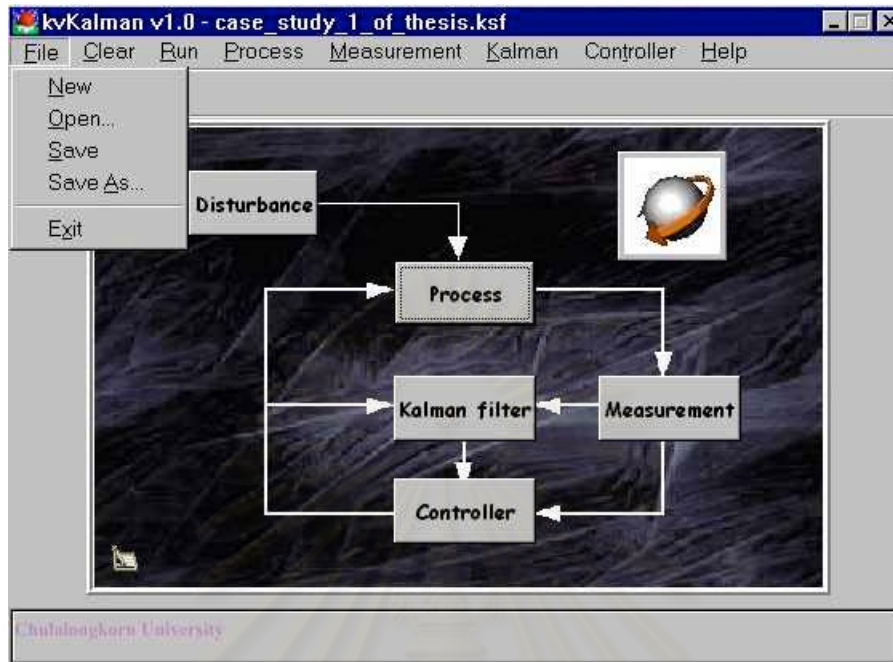 kvKalman v1.0 - case_study_1_of_thesis.ksf
File Clear Run Process Measurement Kalman Controller Help
New
Open...
Save
Save As...
Exit
Disturbance
Process
Kalman filter
Measurement
Controller
Chulalongkorn University